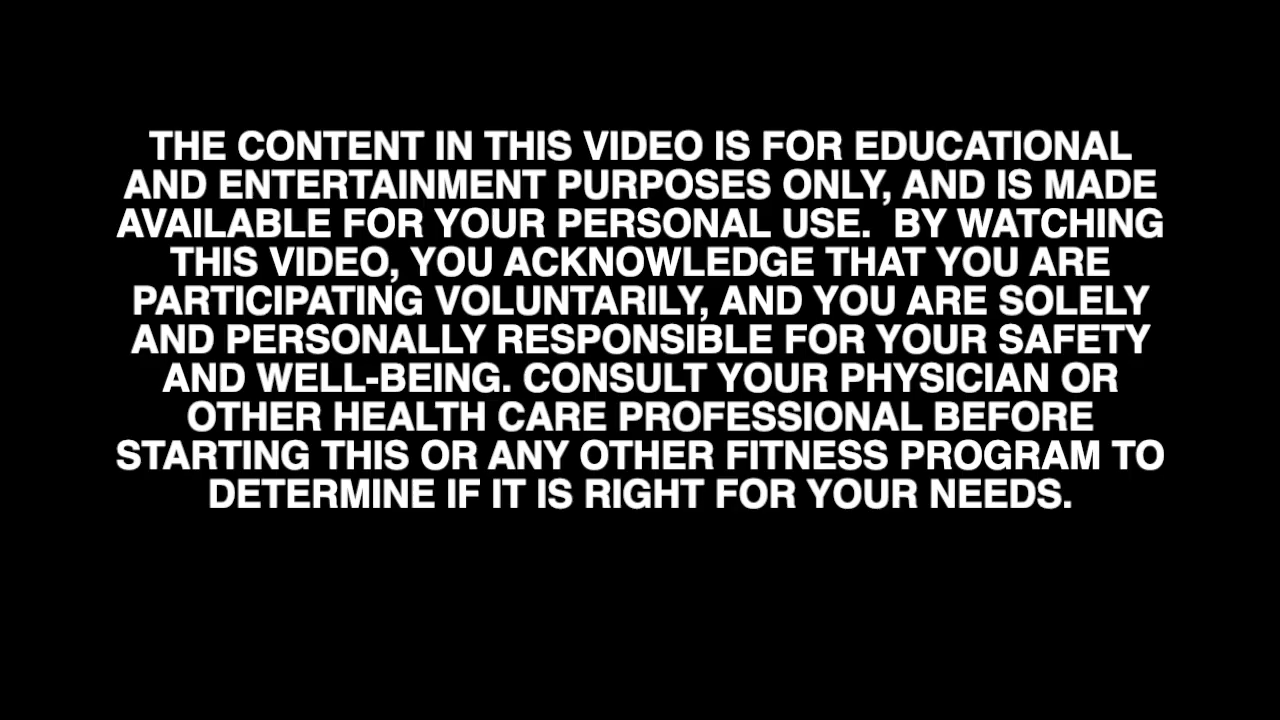 THE CONTENT IN THIS VIDEO IS FOR EDUCATIONAL
AND ENTERTAINMENT PURPOSES ONLY, AND IS MADE
AVAILABLE FOR YOUR PERSONAL USE.  BY WATCHING
THIS VIDEO, YOU ACKNOWLEDGE THAT YOU ARE
PARTICIPATING VOLUNTARILY, AND YOU ARE SOLELY
AND PERSONALLY RESPONSIBLE FOR YOUR SAFETY
AND WELL-BEING. CONSULT YOUR PHYSICIAN OR
OTHER HEALTH CARE PROFESSIONAL BEFORE
STARTING THIS OR ANY OTHER FITNESS PROGRAM TO
DETERMINE IF IT IS RIGHT FOR YOUR NEEDS.